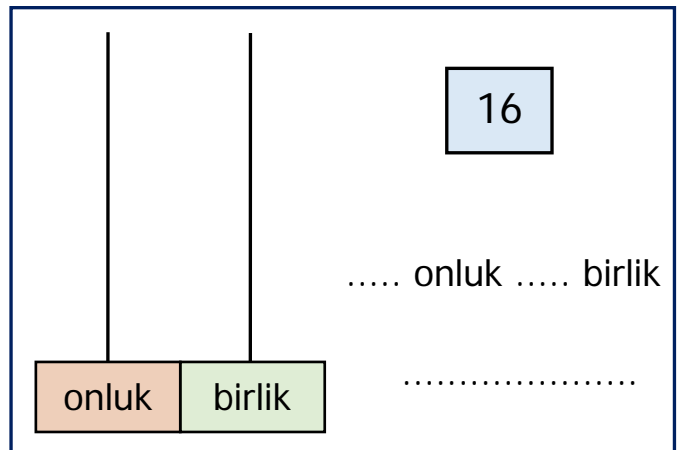 16
..... onluk ..... birlik
onluk birlik
.....................